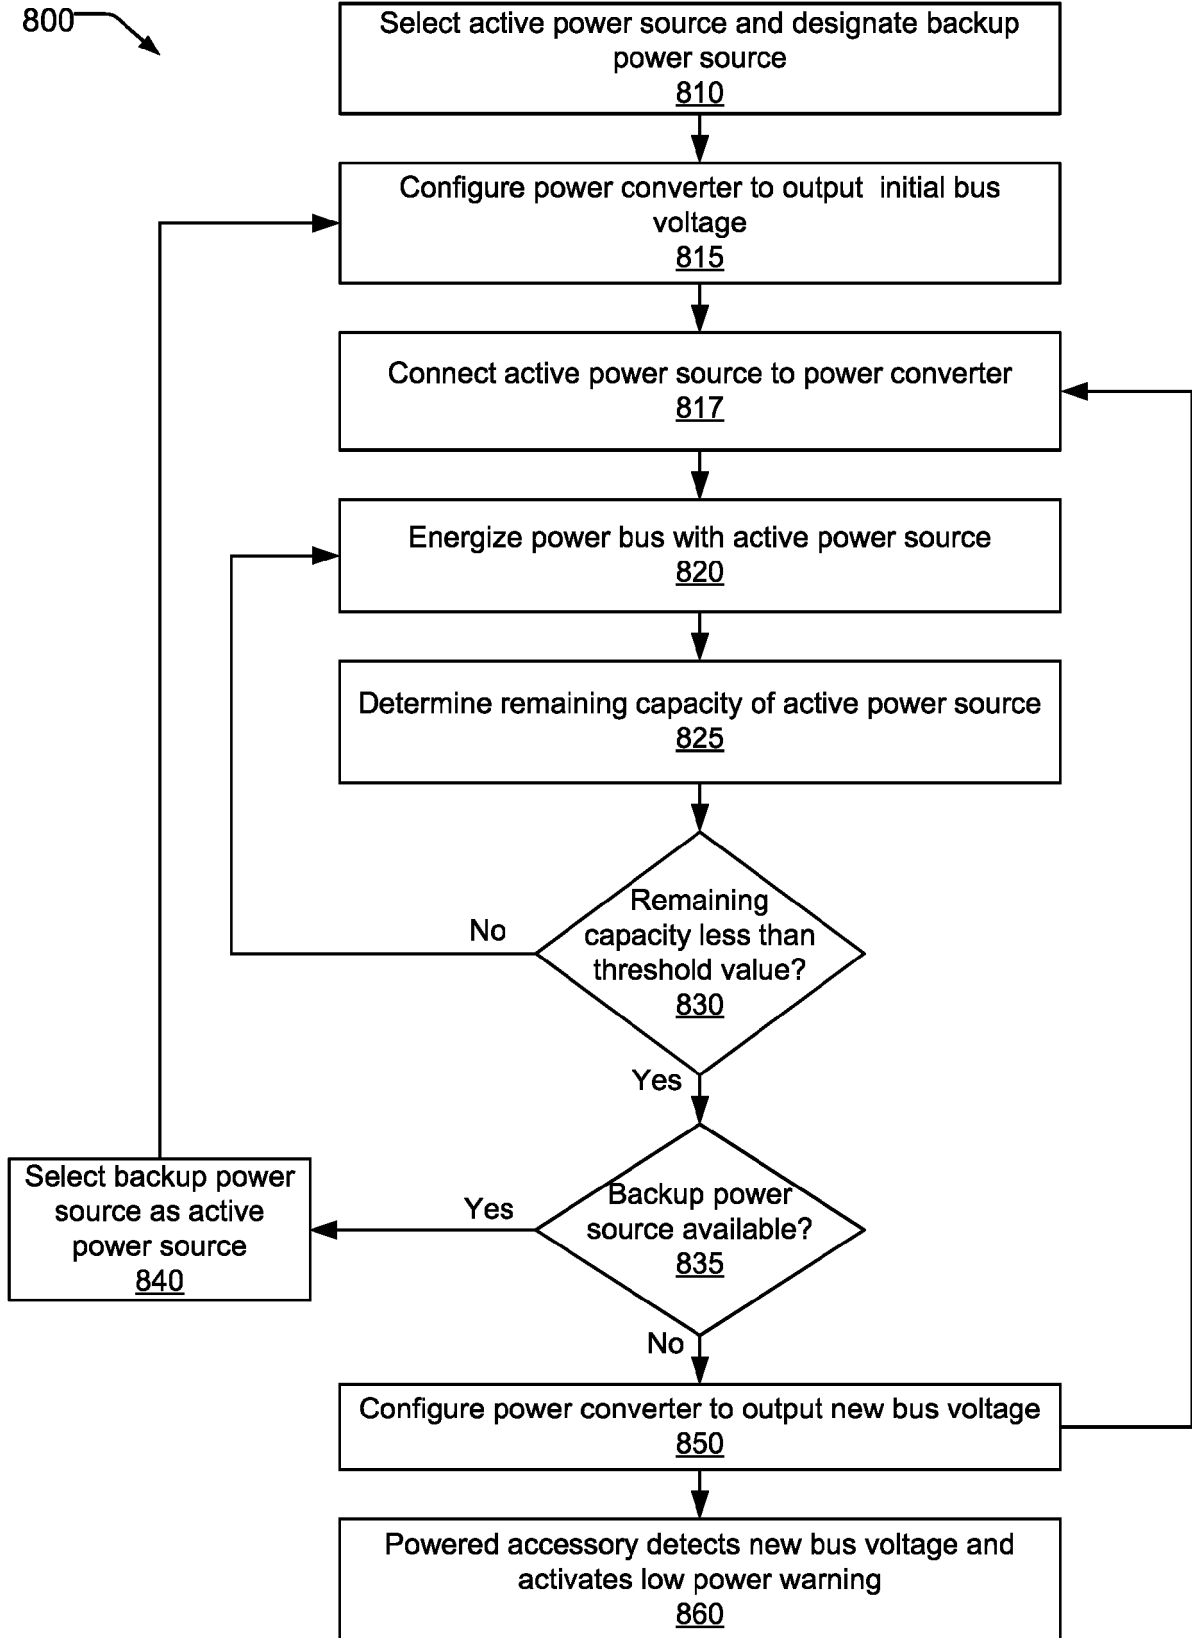 800
Select active power source and designate backup
power source
810
Configure power converter to output initial bus
voltage
815
Connect active power source to power converter
817
Energize power bus with active power source
820
Determine remaining capacity of active power source
825
Remaining
capacity less than
threshold value?
830
No
Yes
Backup power
source available?
835
Yes
Select backup power
source as active
power source
840
No
Configure power converter to output new bus voltage
850
Powered accessory detects new bus voltage and
activates low power warning
860